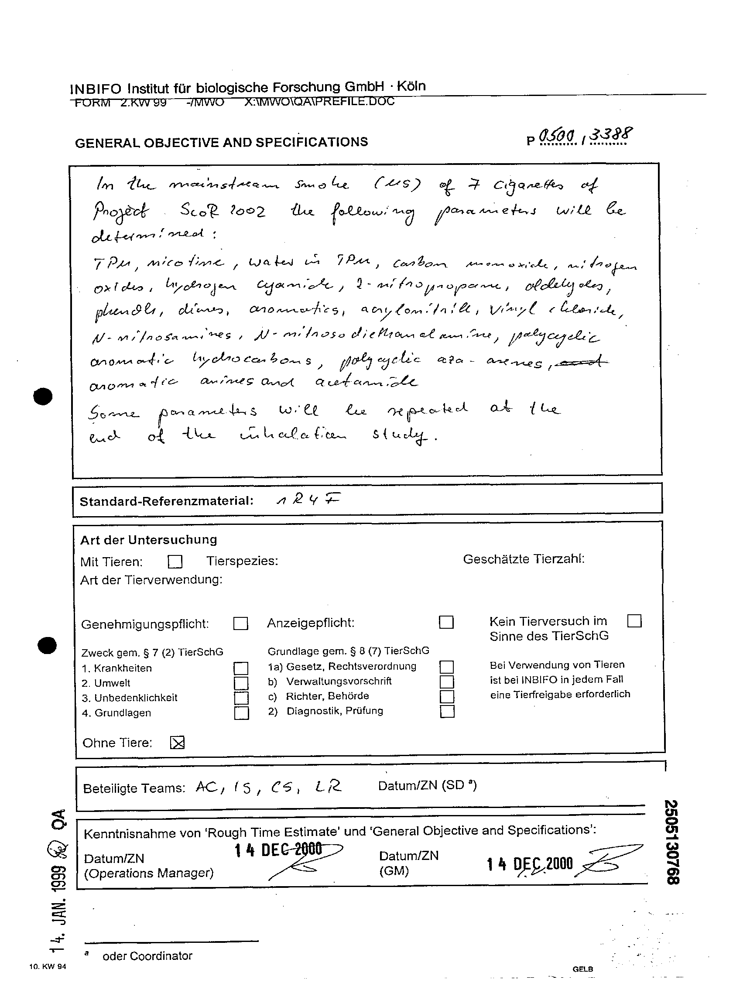 INBIFO Institut für biologische Forschung GmbH · Köln
FORM 2.KW 99 -/MWO X:\MWO\QA\PREFILE.DOC
GENERAL OBJECTIVE AND SPECIFICATIONS
P 0500 / 3388
In the mainstream smoke (MS) of 7 cigarettes of
Project ScoR 2002 the following parameters will be
determined:
TPM, nicotine, water in TPM, carbon monoxide, nitrogen
oxides, hydrogen cyanide, 2-nitropropane, aldehydes,
phenols, dienes, aromatics, acrylonitrile, vinyl chloride,
N-nitrosamines, N-nitrosodiethanolamine, polycyclic
aromatic hydrocarbons, polycyclic aza-arenes, and
aromatic amines and acetamide
Some parameters will be repeated at the
end of the inhalation study.
Standard-Referenzmaterial: 1R4F
Art der Untersuchung
Mit Tieren: Tierspezies: Geschätzte Tierzahl:
Art der Tierverwendung:
Genehmigungspflicht: Anzeigepflicht: Kein Tierversuch im
Sinne des TierSchG
Zweck gem. § 7 (2) TierSchG Grundlage gem. § 8 (7) TierSchG
1. Krankheiten 1a) Gesetz, Rechtsverordnung Bei Verwendung von Tieren
2. Umwelt b) Verwaltungsvorschrift ist bei INBIFO in jedem Fall
3. Unbedenklichkeit c) Richter, Behörde eine Tierfreigabe erforderlich
4. Grundlagen 2) Diagnostik, Prüfung
Ohne Tiere: ☒
Beteiligte Teams: AC, IS, CS, LR Datum/ZN (SD ª)
Kenntnisnahme von 'Rough Time Estimate' und 'General Objective and Specifications':
Datum/ZN 14 DEC 2000 Datum/ZN 14 DEC. 2000
(Operations Manager) (GM)
14. JAN. 1999 QA
2505130768
ª oder Coordinator
10. KW 94
GELB